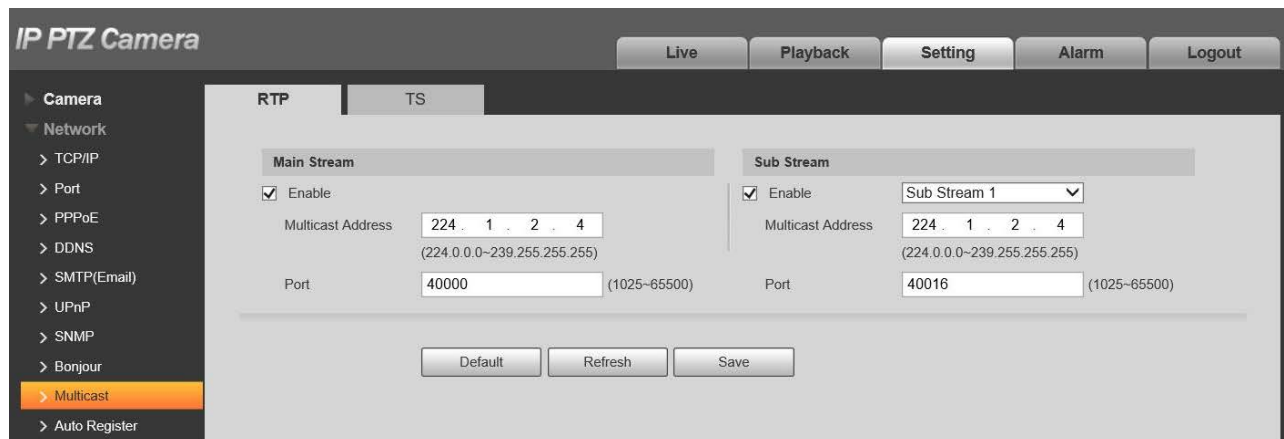 IP PTZ Camera
Live Playback Setting Alarm Logout
Camera
Network
TCP/IP
Port
PPPoE
DDNS
SMTP(Email)
UPnP
SNMP
Bonjour
Multicast
Auto Register
RTP TS
Main Stream
Enable
Multicast Address 224 . 1 . 2 . 4
(224.0.0.0~239.255.255.255)
Port 40000 (1025~65500)
Sub Stream
Enable Sub Stream 1
Multicast Address 224 . 1 . 2 . 4
(224.0.0.0~239.255.255.255)
Port 40016 (1025~65500)
Default Refresh Save